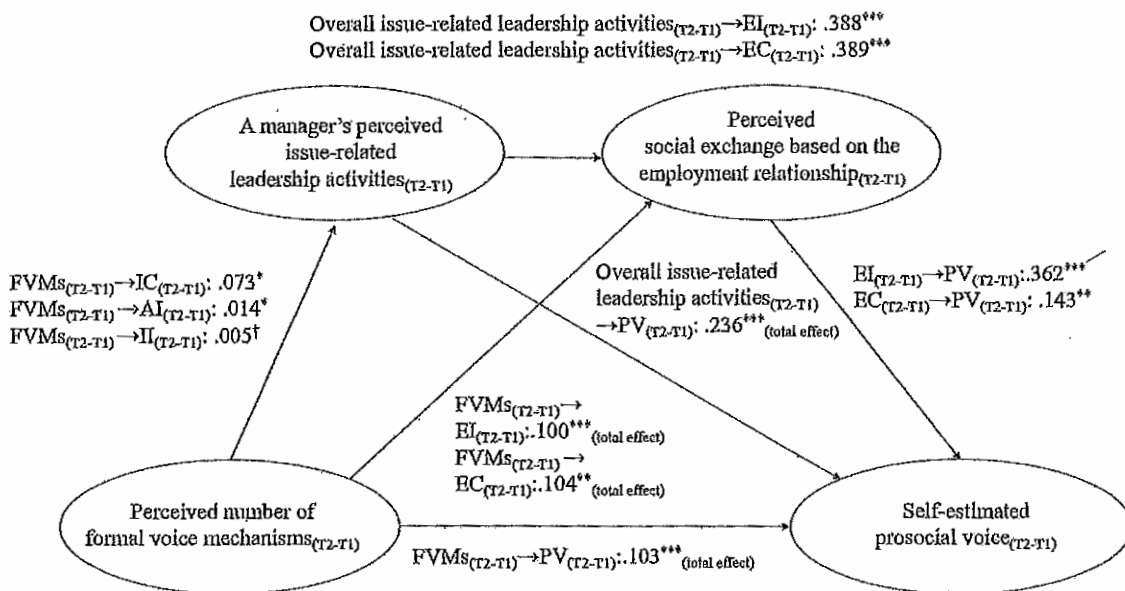 Overall issue-related leadership activities(T2-T1)→EI(T2-T1): .388***
Overall issue-related leadership activities(T2-T1)→EC(T2-T1): .389***
A manager's perceived
issue-related
leadership activities(T2-T1)
Perceived
social exchange based on the
employment relationship(T2-T1)
FVMs(T2-T1)→IC(T2-T1): .073*
FVMs(T2-T1)→AI(T2-T1): .014*
FVMs(T2-T1)→II(T2-T1): .005†
Overall issue-related
leadership activities(T2-T1)
→PV(T2-T1): .236***(total effect)
EI(T2-T1)→PV(T2-T1):.362***
EC(T2-T1)→PV(T2-T1): .143**
FVMs(T2-T1)→
EI(T2-T1):.100***(total effect)
FVMs(T2-T1)→
EC(T2-T1):.104**(total effect)
Perceived number of
formal voice mechanisms(T2-T1)
Self-estimated
prosocial voice(T2-T1)
FVMs(T2-T1)→PV(T2-T1):.103***(total effect)